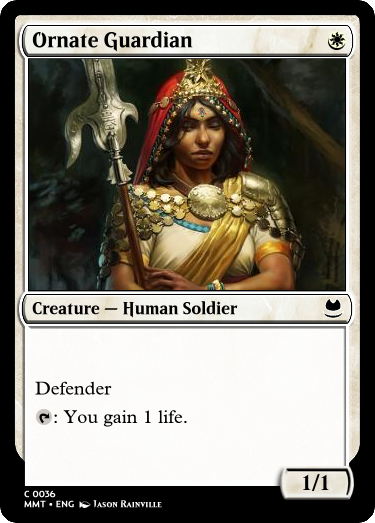 Ornate Guardian
Creature — Human Soldier
Defender
: You gain 1 life.
1/1
C 0036
MMT • ENG Jason Rainville